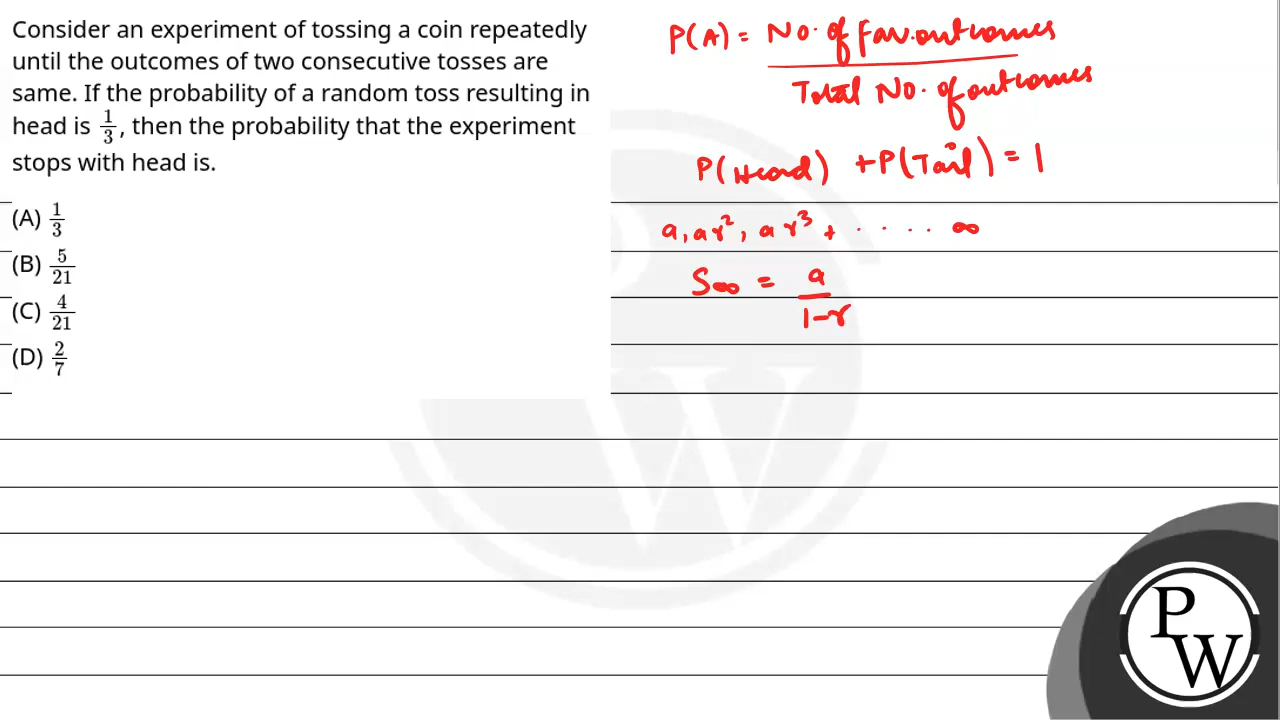 Consider an experiment of tossing a coin repeatedly
until the outcomes of two consecutive tosses are
same. If the probability of a random toss resulting in
head is 1/3, then the probability that the experiment
stops with head is.
(A) 1/3
(B) 5/21
(C) 4/21
(D) 2/7
P(A) = No. of Fav. outcomes / Total No. of outcomes
P(Head) + P(Tail) = 1
a, ar², ar³ + ..... ∞
S∞ = a / 1-r
PW